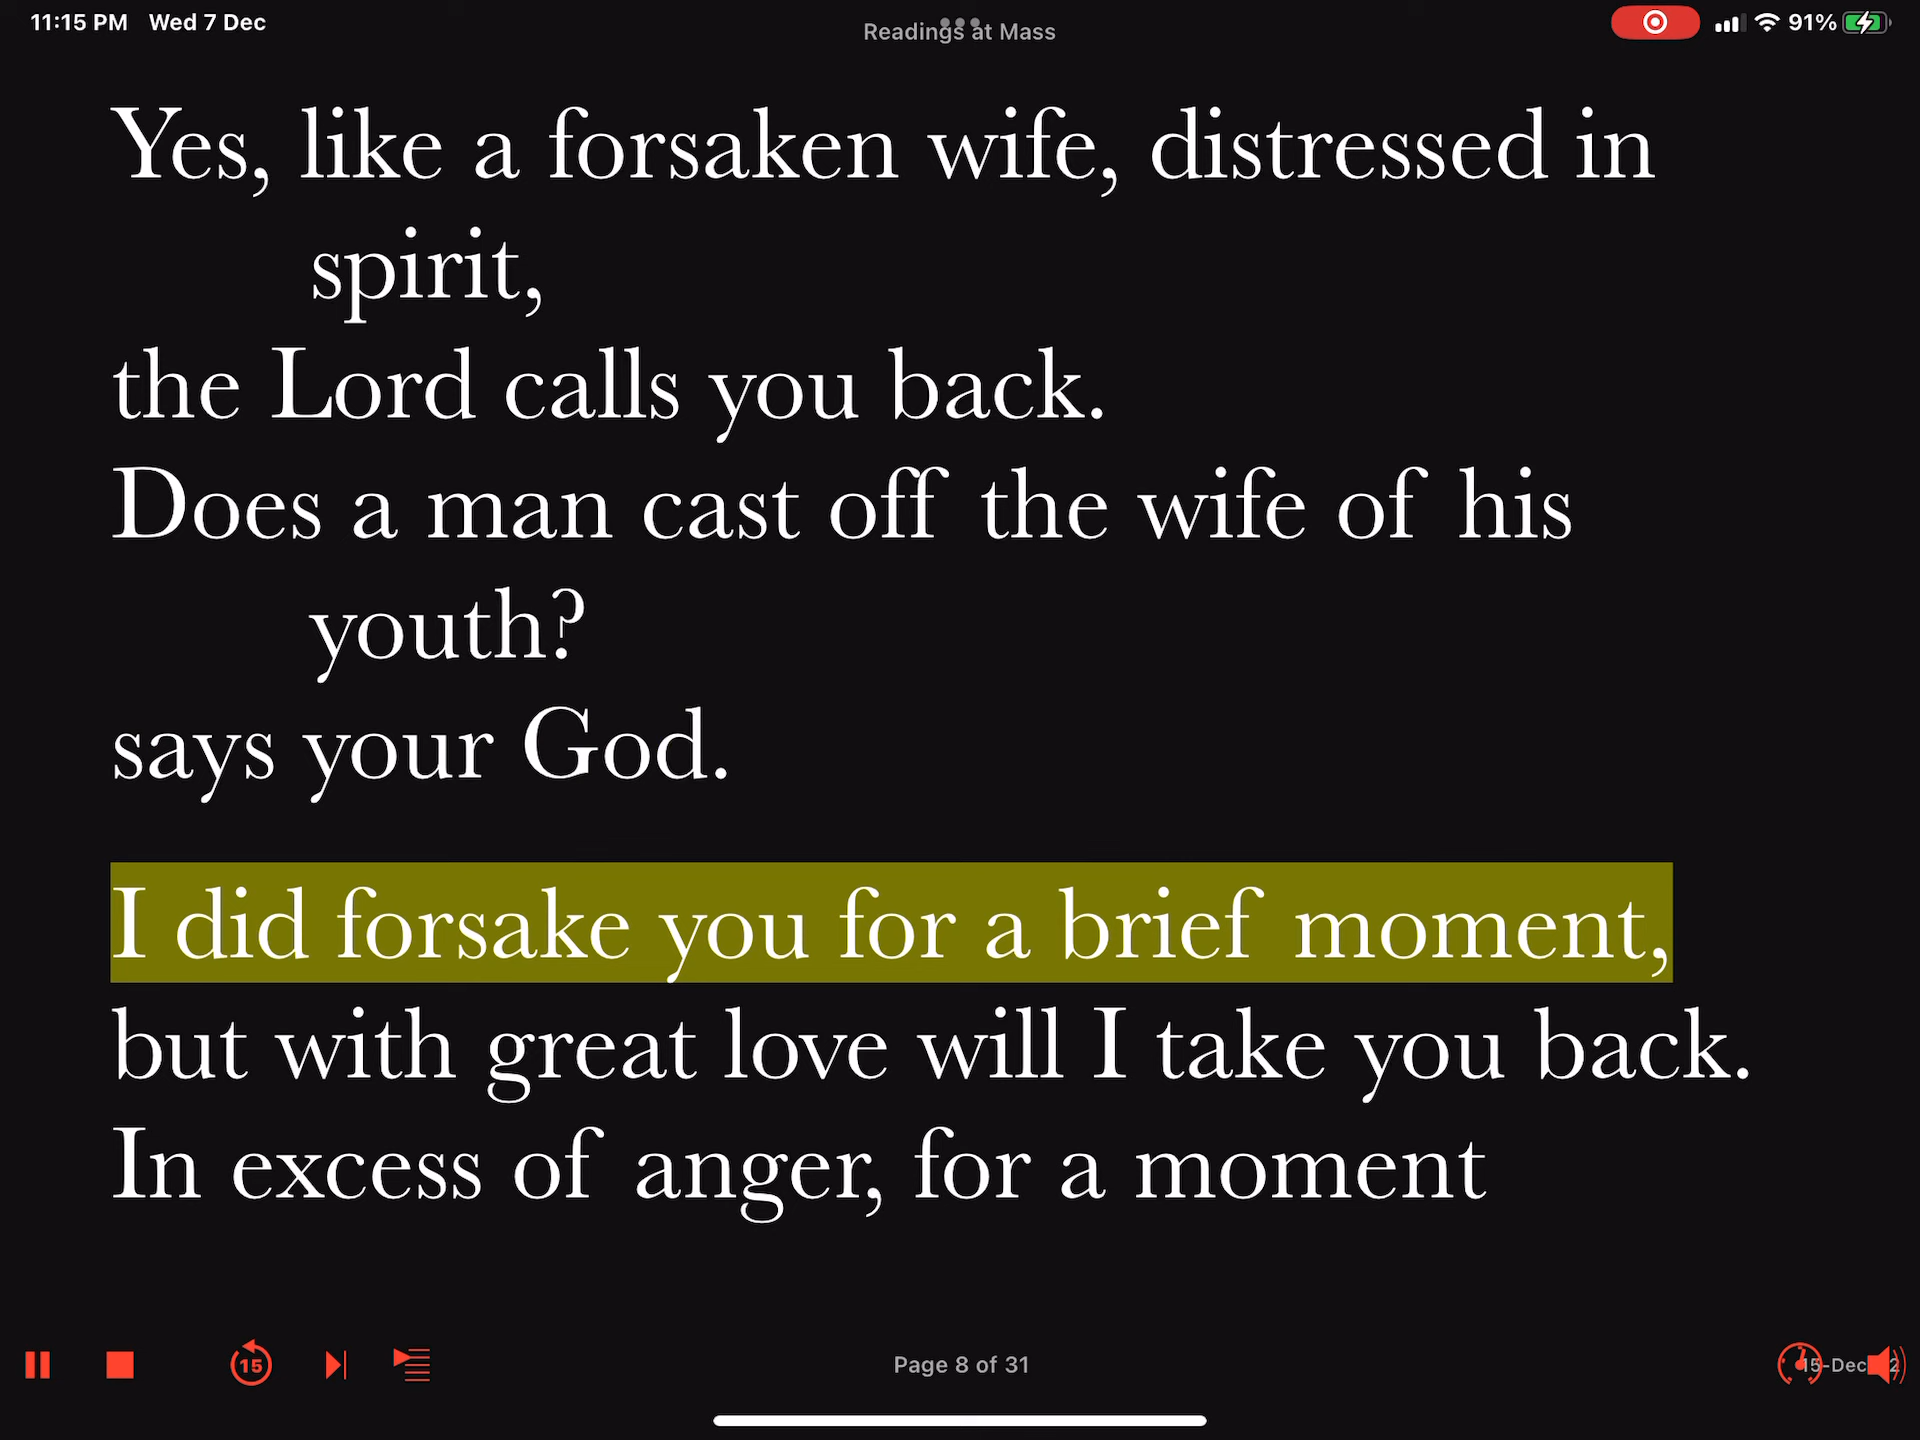 11:15 PM Wed 7 Dec
Readings at Mass
91%
Yes, like a forsaken wife, distressed in
spirit,
the Lord calls you back.
Does a man cast off the wife of his
youth?
says your God.
I did forsake you for a brief moment,
but with great love will I take you back.
In excess of anger, for a moment
15
Page 8 of 31
15-Dec
2